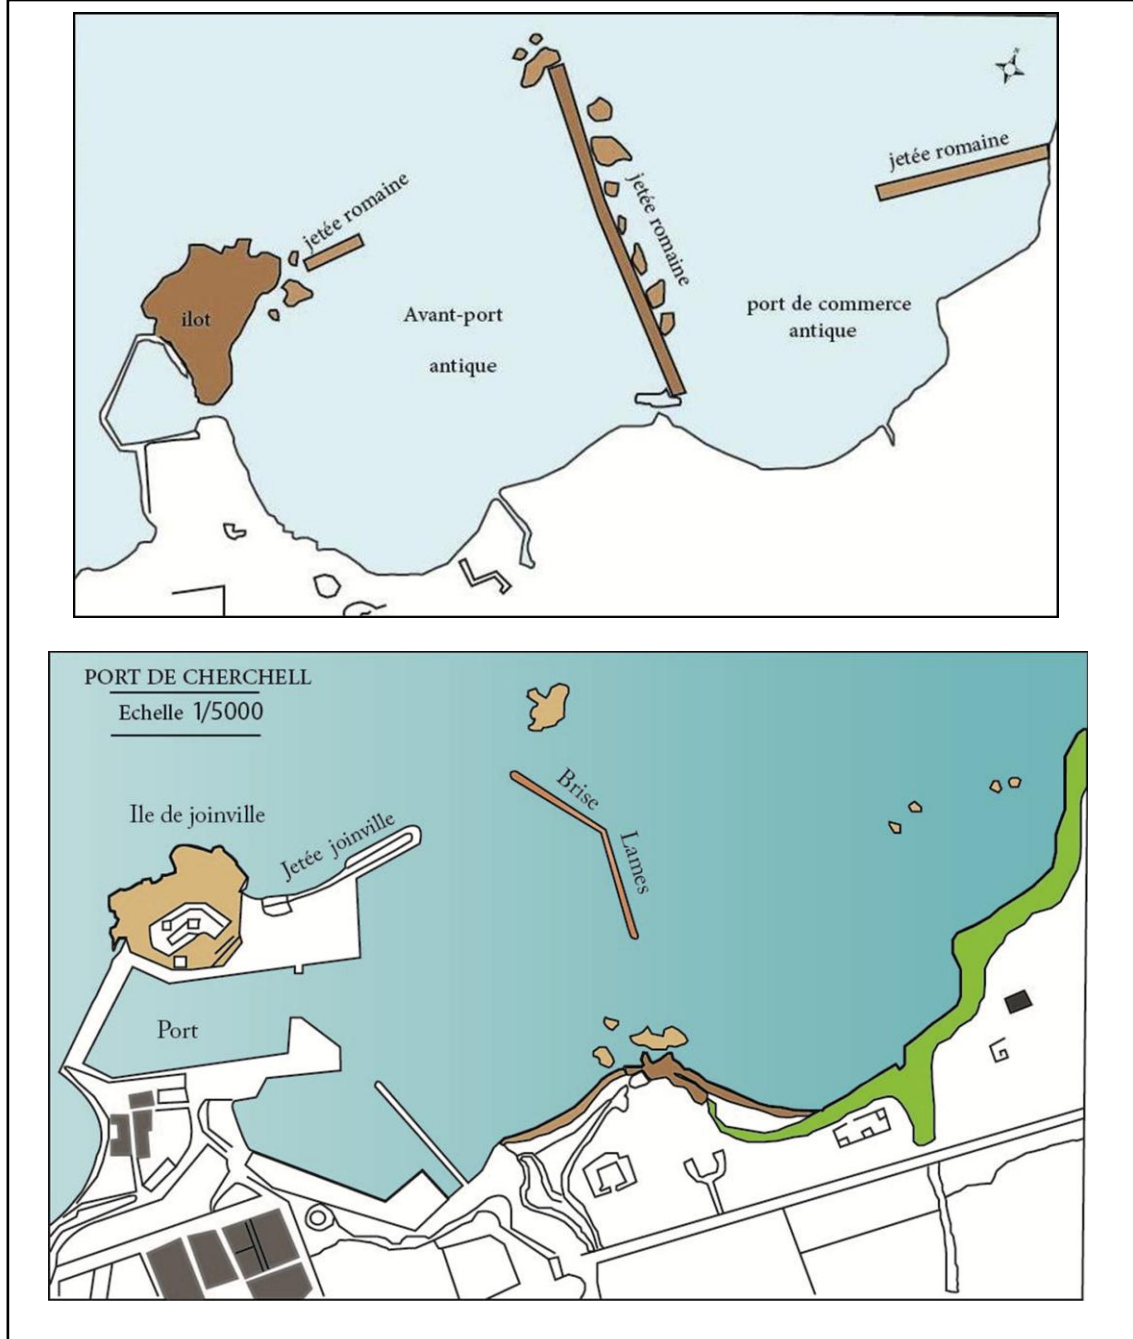 N
jetée romaine
jetée romaine
jetée romaine
ilot
Avant-port
antique
port de commerce
antique
PORT DE CHERCHELL
Echelle 1/5000
Ile de joinville
Jetée joinville
Brise
Lames
Port